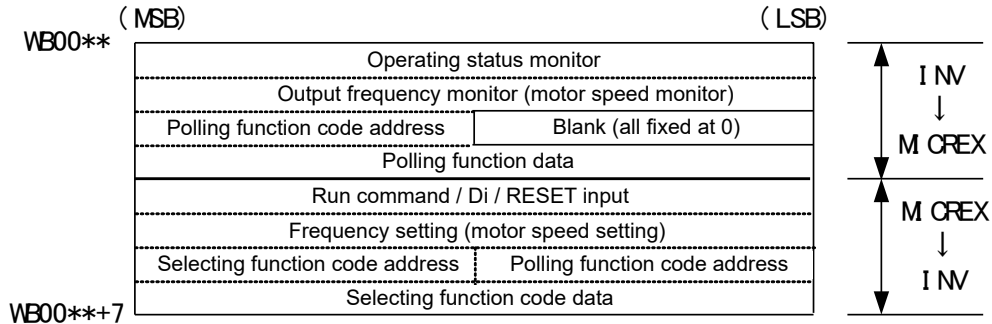 (MSB) (LSB)
WB00**
Operating status monitor
Output frequency monitor (motor speed monitor)
Polling function code address Blank (all fixed at 0)
Polling function data
Run command / Di / RESET input
Frequency setting (motor speed setting)
Selecting function code address Polling function code address
Selecting function code data
WB00**+7
INV
↓
MICREX
MICREX
↓
INV